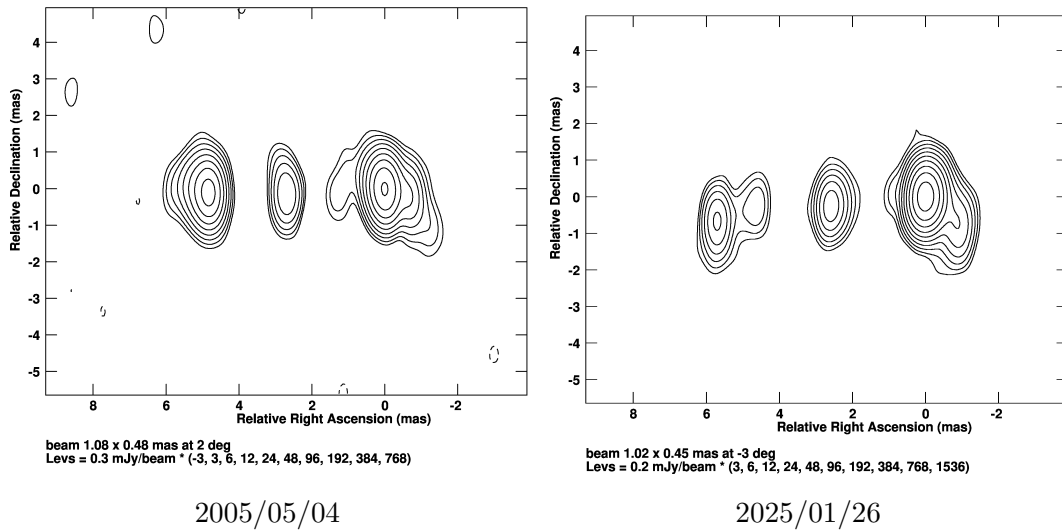 4
3
2
1
0
-1
-2
-3
-4
-5
Relative Declination (mas)
8 6 4 2 0 -2
Relative Right Ascension (mas)
beam 1.08 x 0.48 mas at 2 deg
Levs = 0.3 mJy/beam * (-3, 3, 6, 12, 24, 48, 96, 192, 384, 768)
2005/05/04
4
3
2
1
0
-1
-2
-3
-4
-5
Relative Declination (mas)
8 6 4 2 0 -2
Relative Right Ascension (mas)
beam 1.02 x 0.45 mas at -3 deg
Levs = 0.2 mJy/beam * (3, 6, 12, 24, 48, 96, 192, 384, 768, 1536)
2025/01/26